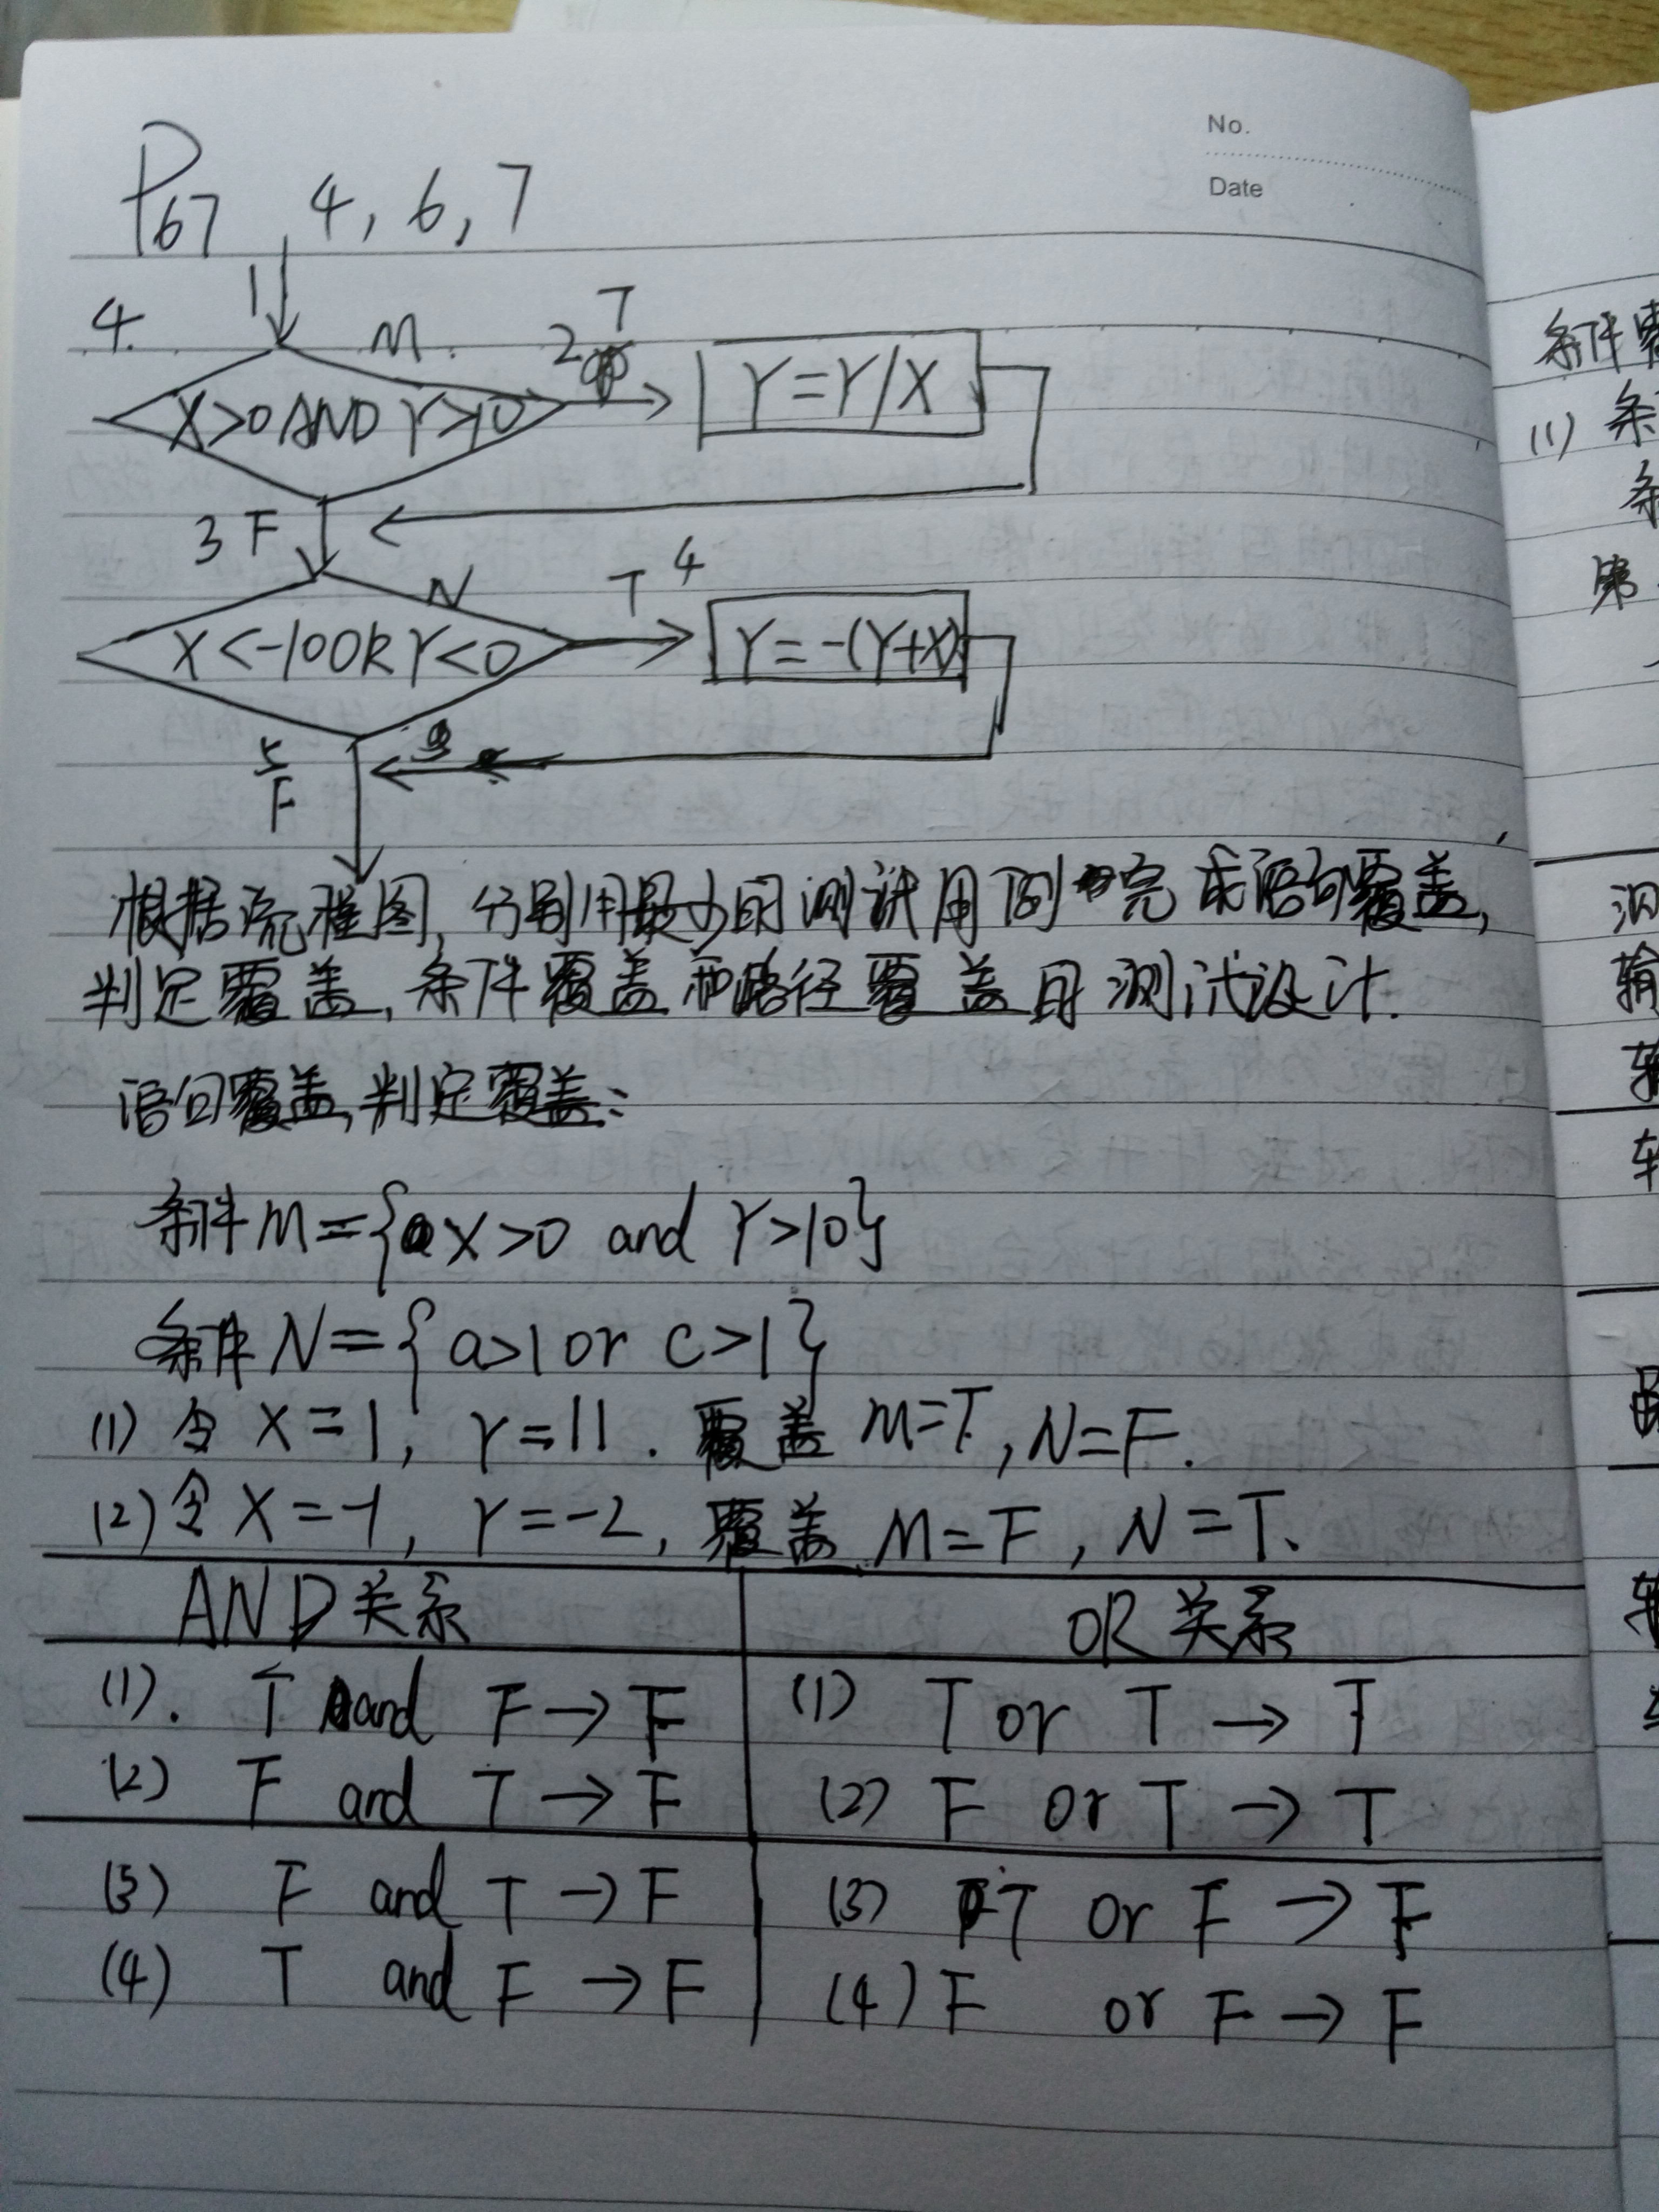 No.
Date
P67 4, 6, 7
1
4.
M.
2
T
X>0 AND Y>10
Y=Y/X
3 F
N
T 4
X<-10 OR Y<0
Y=-(Y+X)
5
F
根据流程图,分别用最少的测试用例完成语句覆盖,
判定覆盖,条件覆盖和路径覆盖的测试设计.
语句覆盖,判定覆盖:
条件M={X>0 and Y>10}
条件N={a>1 or c>1}
(1) 令 X=1, Y=11. 覆盖 M=T, N=F.
(2) 令 X=-1, Y=-2, 覆盖 M=F, N=T.
AND关系 OR关系
(1). T and F→F (1) T or T→T
(2) F and T→F (2) F or T→T
(3) F and T→F (3) T or F→F
(4) T and F→F (4) F or F→F
条件
(1) 条
条
第
测
输